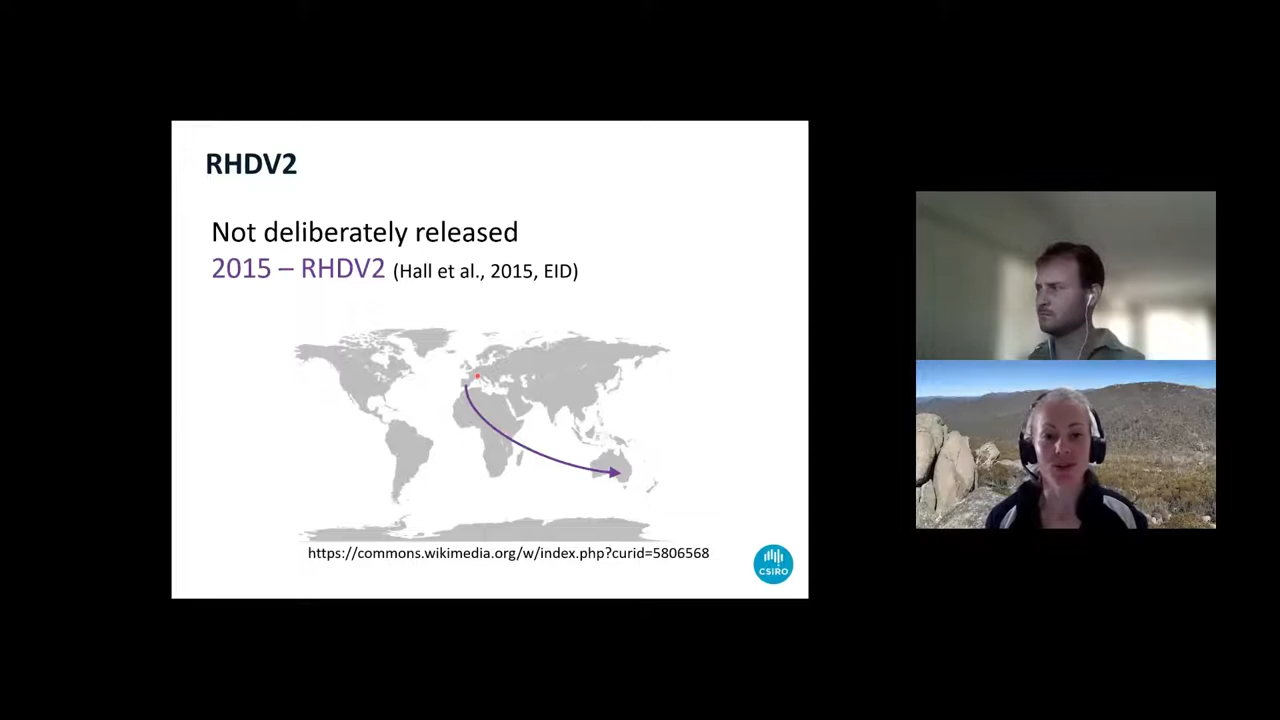 RHDV2
Not deliberately released
2015 – RHDV2 (Hall et al., 2015, EID)
https://commons.wikimedia.org/w/index.php?curid=5806568
CSIRO